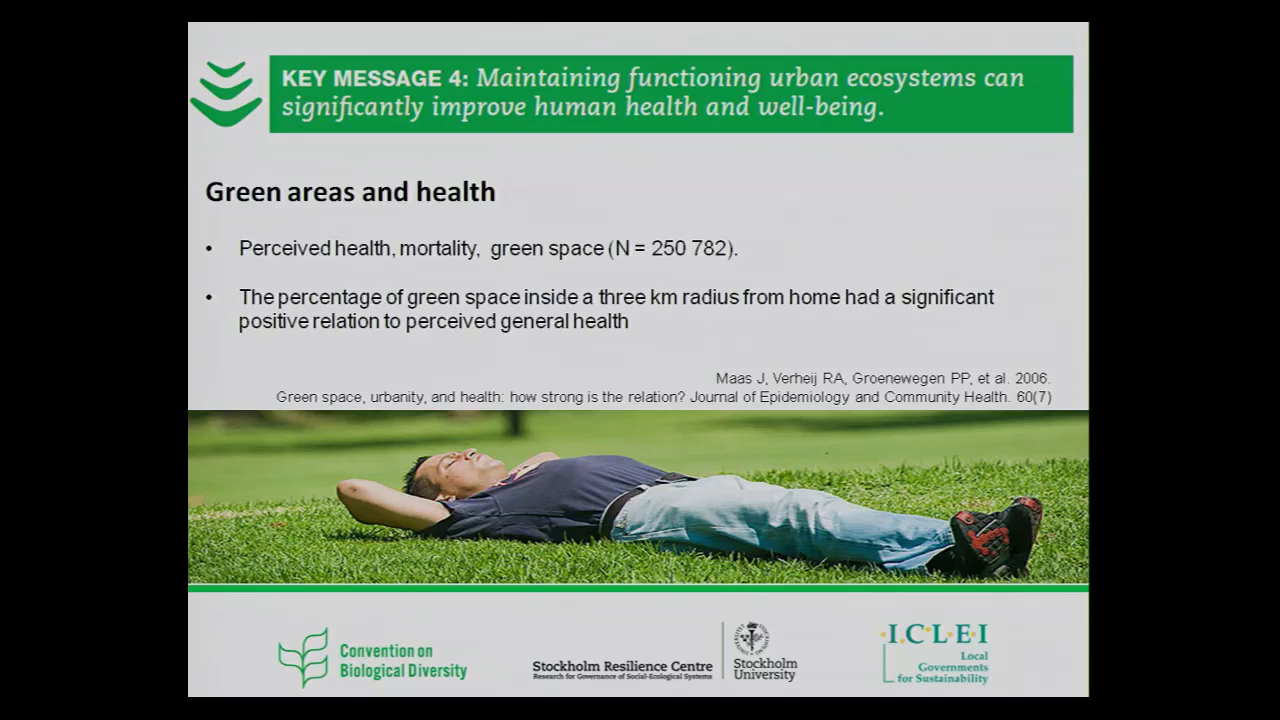 KEY MESSAGE 4: Maintaining functioning urban ecosystems can
significantly improve human health and well-being.
Green areas and health
• Perceived health, mortality, green space (N = 250 782).
• The percentage of green space inside a three km radius from home had a significant
positive relation to perceived general health
Maas J, Verheij RA, Groenewegen PP, et al. 2006.
Green space, urbanity, and health: how strong is the relation? Journal of Epidemiology and Community Health. 60(7)
Convention on
Biological Diversity
Stockholm Resilience Centre
Research for Governance of Social-Ecological Systems
Stockholm
University
I.C.L.E.I
Local
Governments
for Sustainability